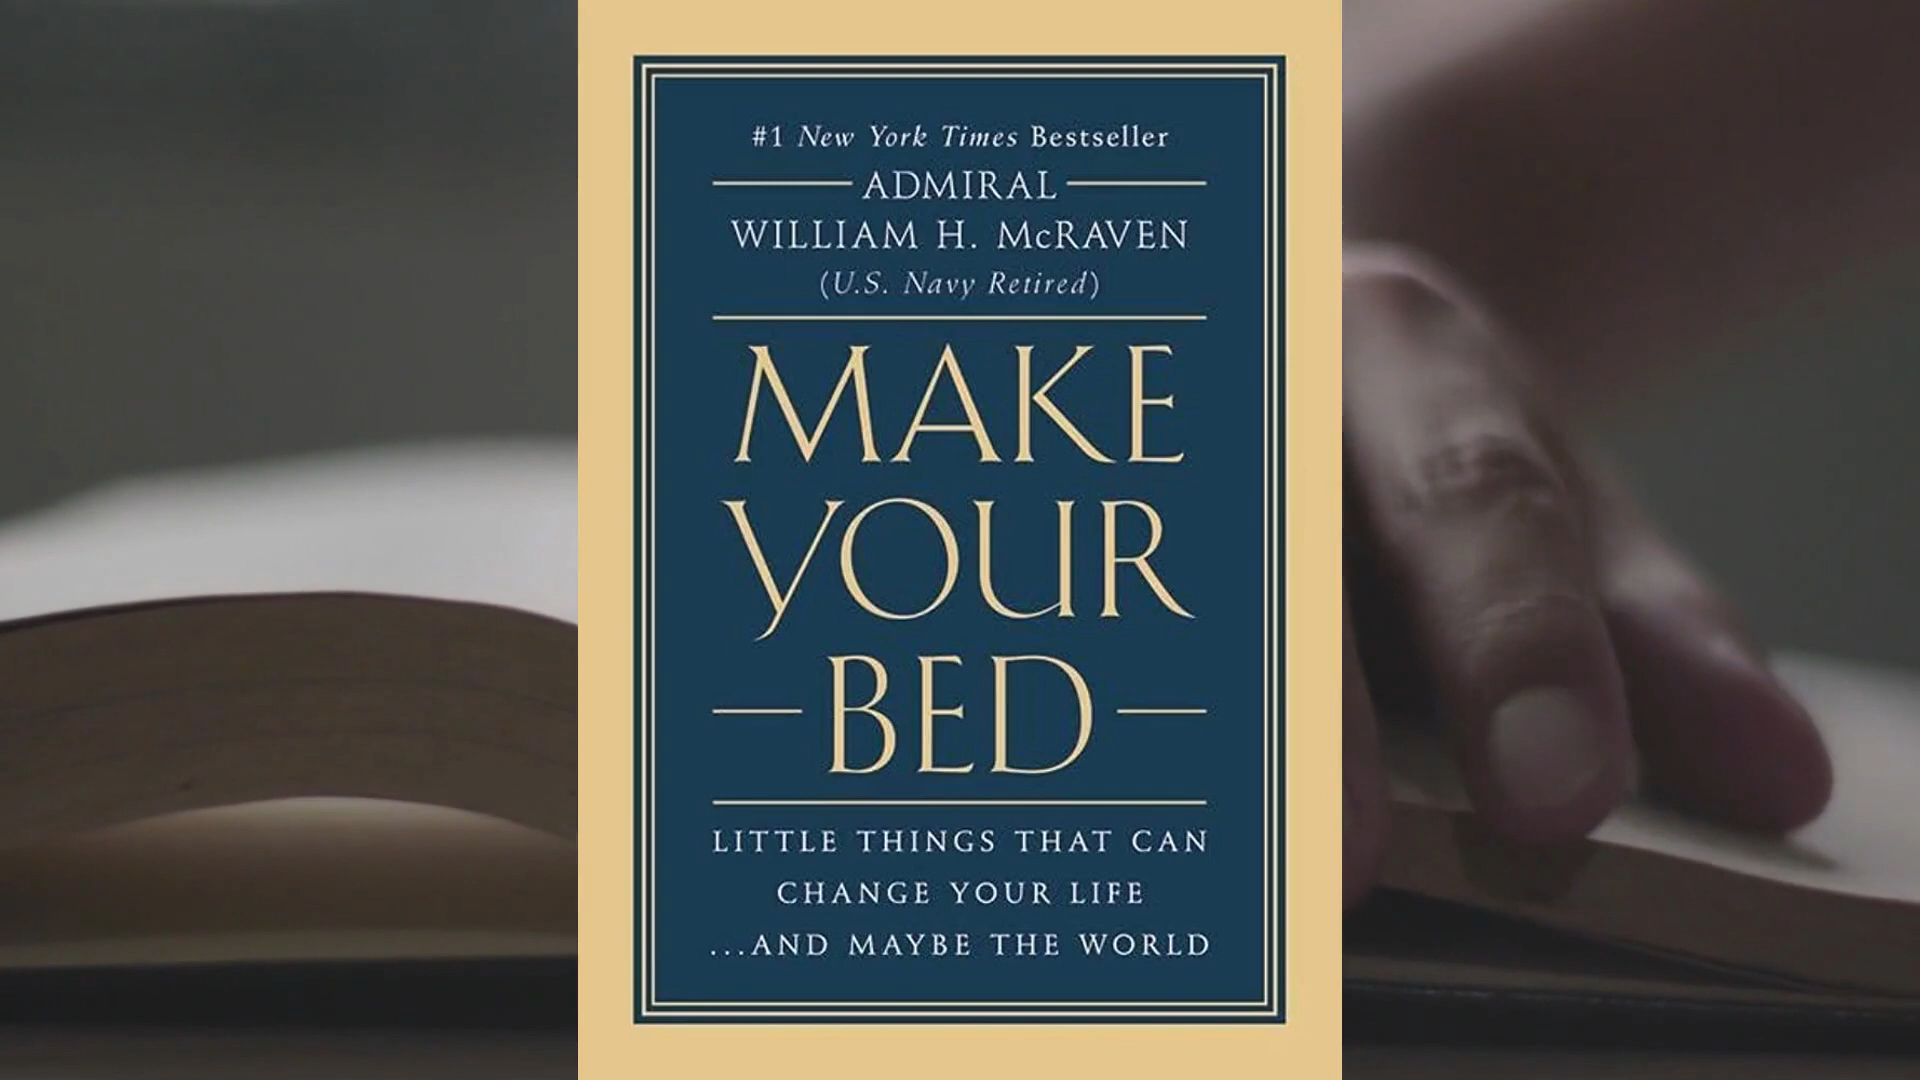 #1 New York Times Bestseller
ADMIRAL
WILLIAM H. McRAVEN
(U.S. Navy Retired)
MAKE
YOUR
BED
LITTLE THINGS THAT CAN
CHANGE YOUR LIFE
...AND MAYBE THE WORLD